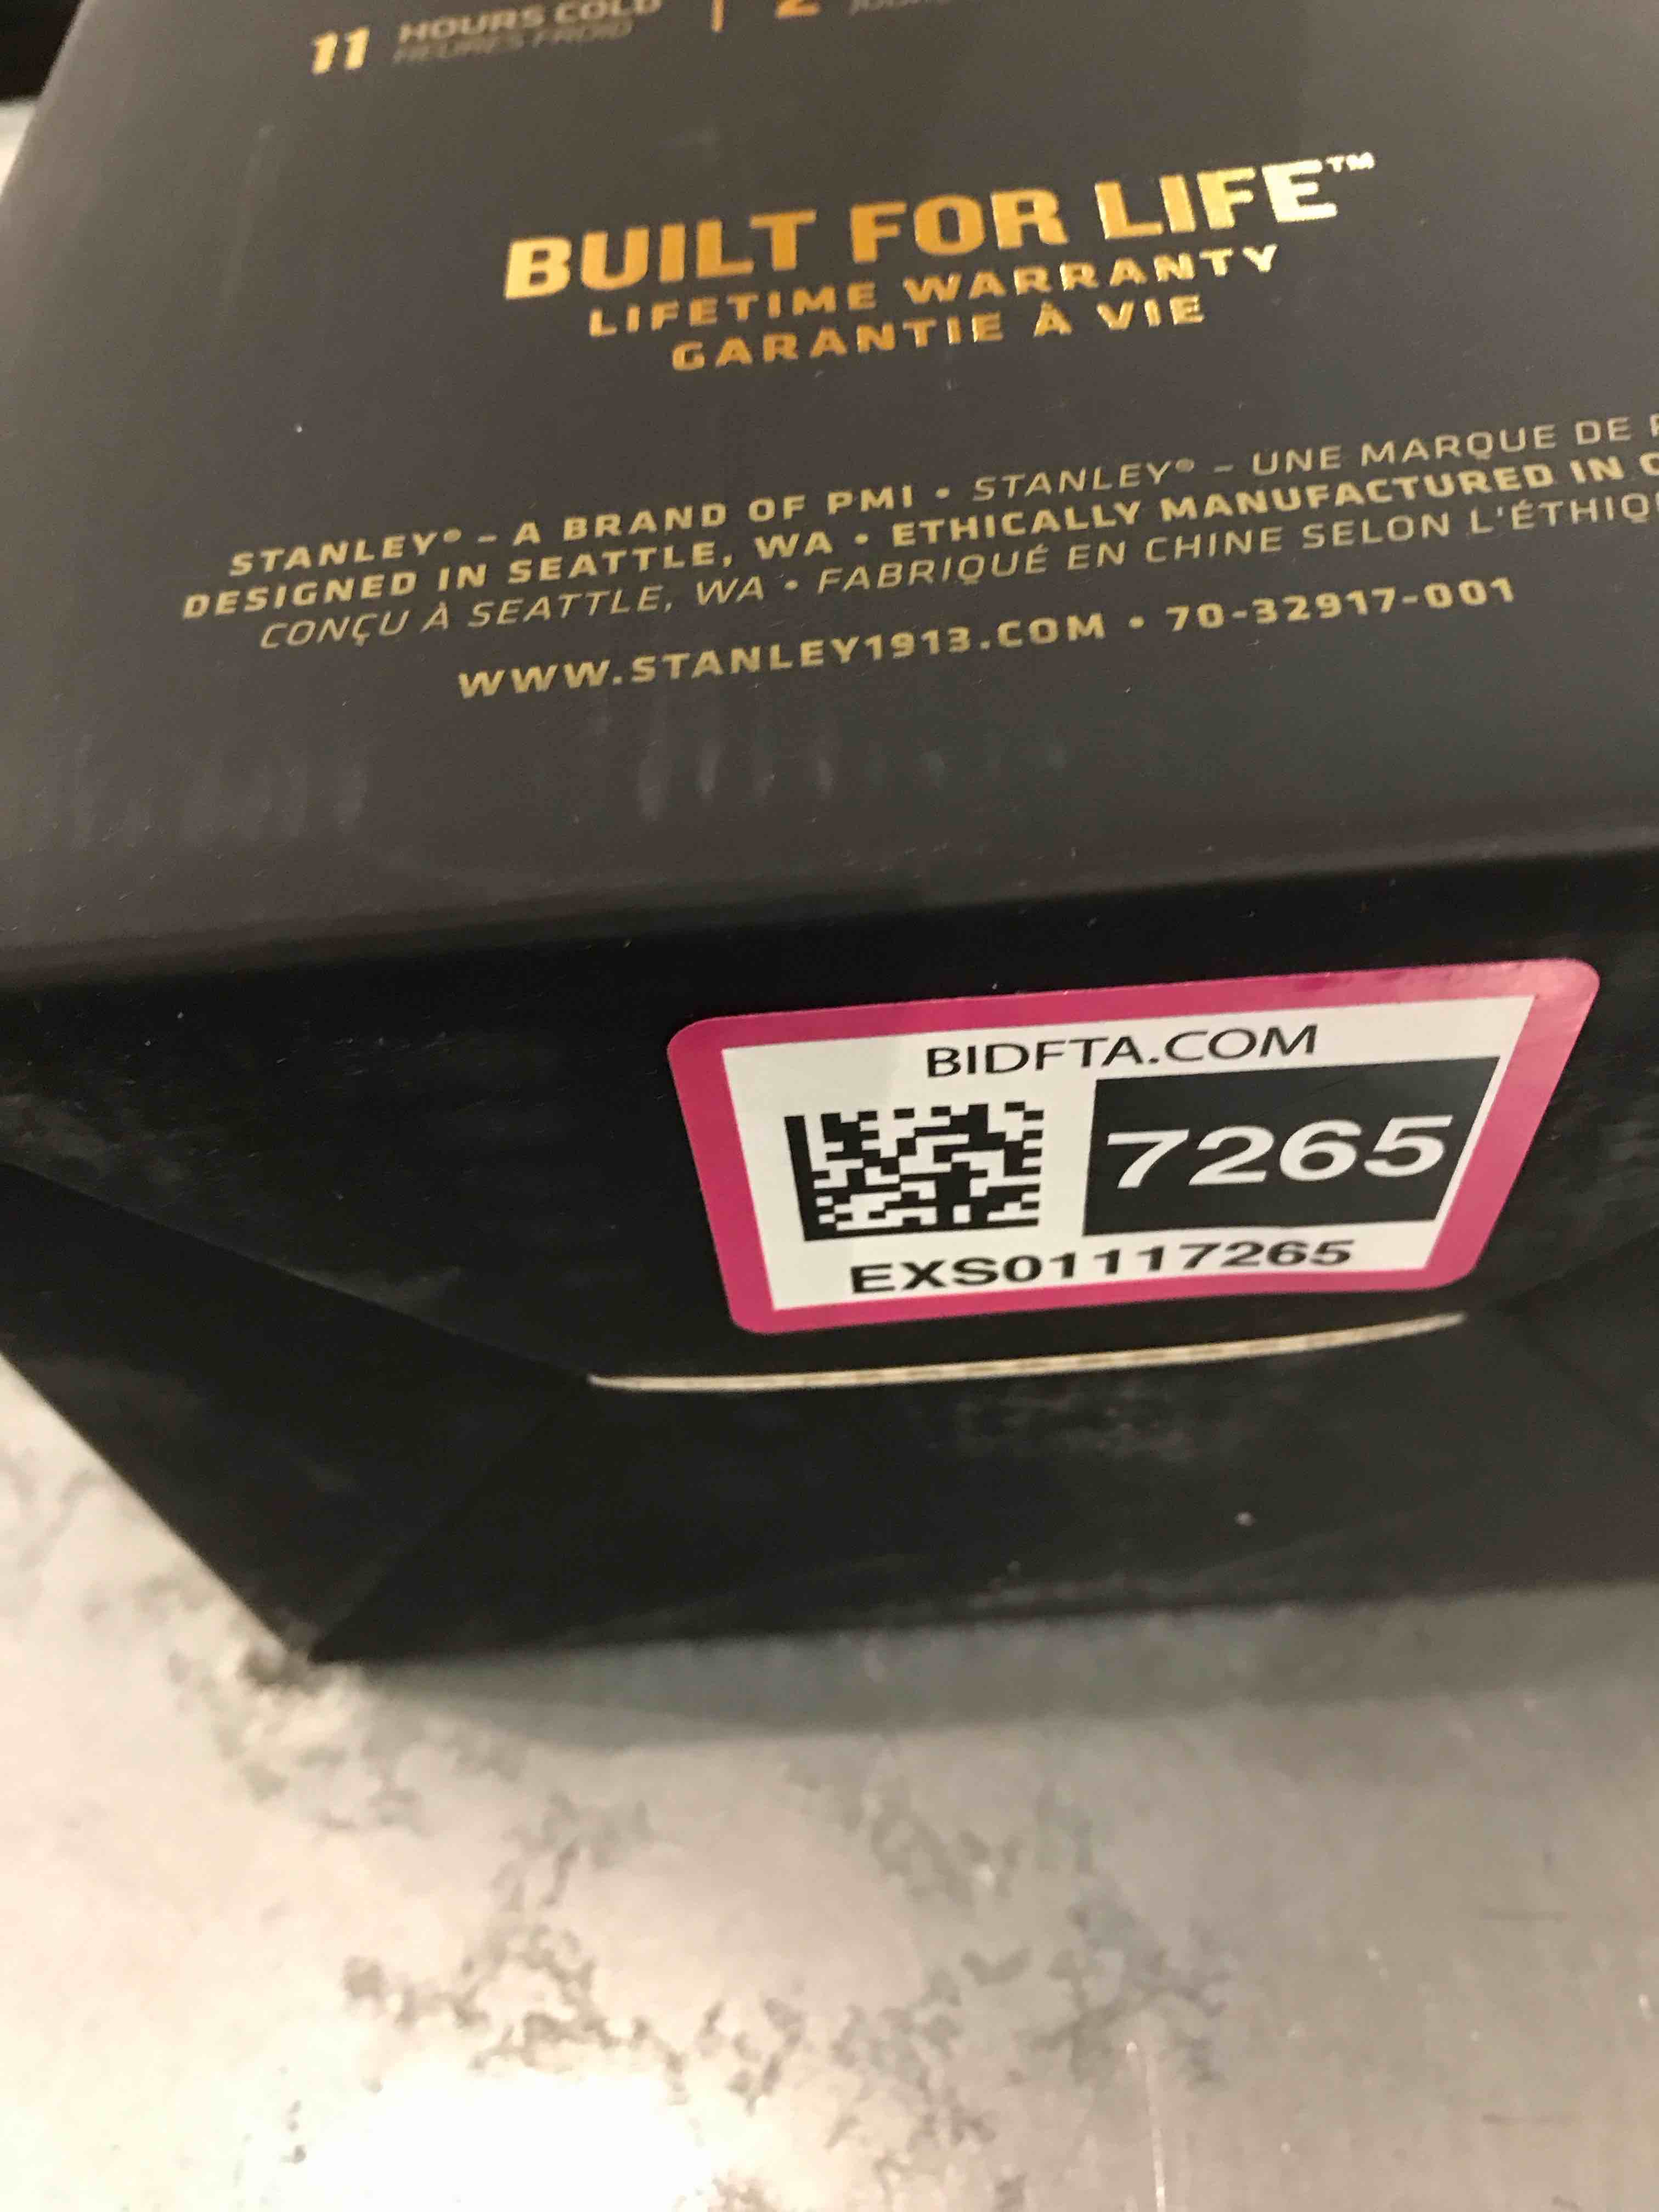 11 HOURS COLD
HEURES FROID
BUILT FOR LIFE™
LIFETIME WARRANTY
GARANTIE À VIE
STANLEY® – A BRAND OF PMI • STANLEY® – UNE MARQUE DE
DESIGNED IN SEATTLE, WA • ETHICALLY MANUFACTURED IN
CONÇU À SEATTLE, WA • FABRIQUÉ EN CHINE SELON L'ÉTHIQ
WWW.STANLEY1913.COM • 70-32917-001
BIDFTA.COM
7265
EXS01117265